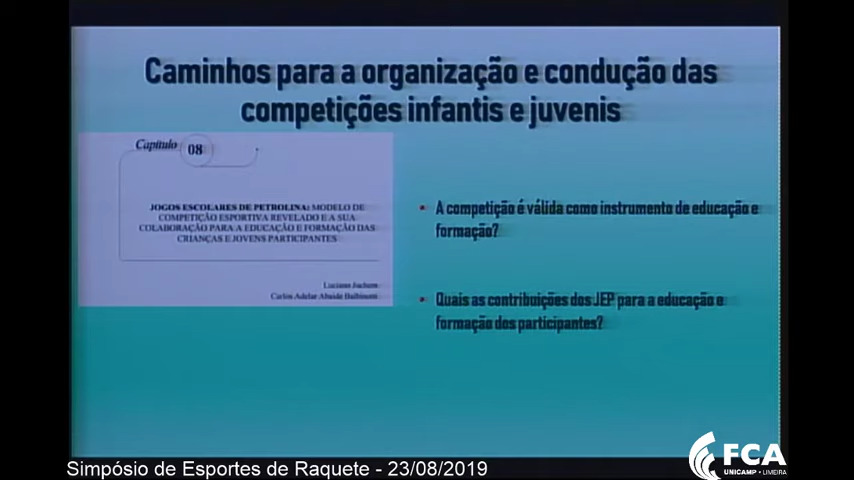 Caminhos para a organização e condução das
competições infantis e juvenis
Capítulo 08
JOGOS ESCOLARES DE PETROLINA: MODELO DE
COMPETIÇÃO ESPORTIVA REVELADO E A SUA
COLABORAÇÃO PARA A EDUCAÇÃO E FORMAÇÃO DAS
CRIANÇAS E JOVENS PARTICIPANTES
Luciano Juchem
Carlos Adelar Abaide Balbinotti
• A competição é válida como instrumento de educação e
formação?
• Quais as contribuições dos JEP para a educação e
formação dos participantes?
Simpósio de Esportes de Raquete - 23/08/2019
FCA
UNICAMP • LIMEIRA